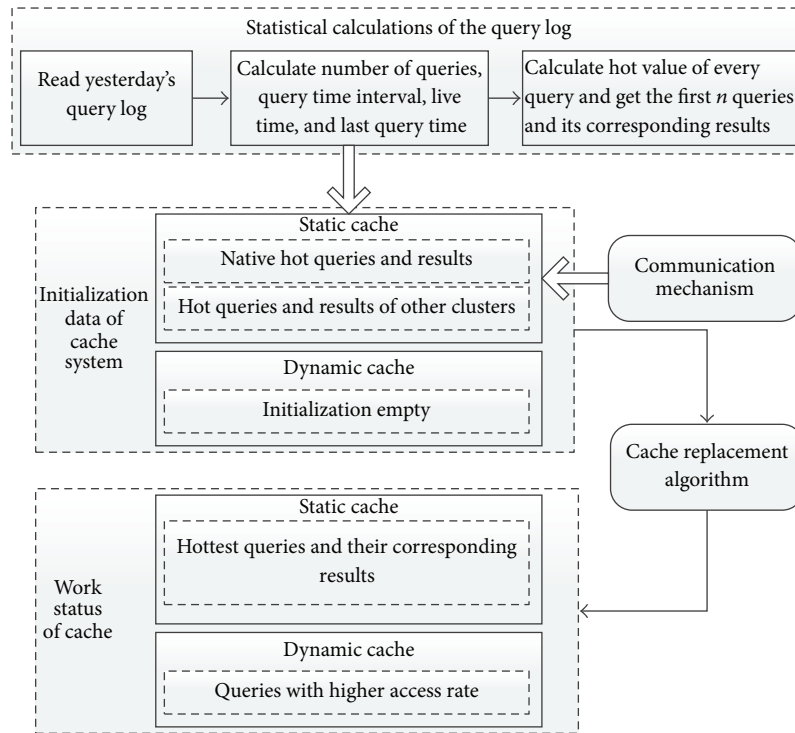 Statistical calculations of the query log
Read yesterday's
query log
Calculate number of queries,
query time interval, live
time, and last query time
Calculate hot value of every
query and get the first n queries
and its corresponding results
Initialization
data of
cache
system
Static cache
Native hot queries and results
Hot queries and results of other clusters
Dynamic cache
Initialization empty
Communication
mechanism
Cache replacement
algorithm
Work
status
of cache
Static cache
Hottest queries and their corresponding
results
Dynamic cache
Queries with higher access rate